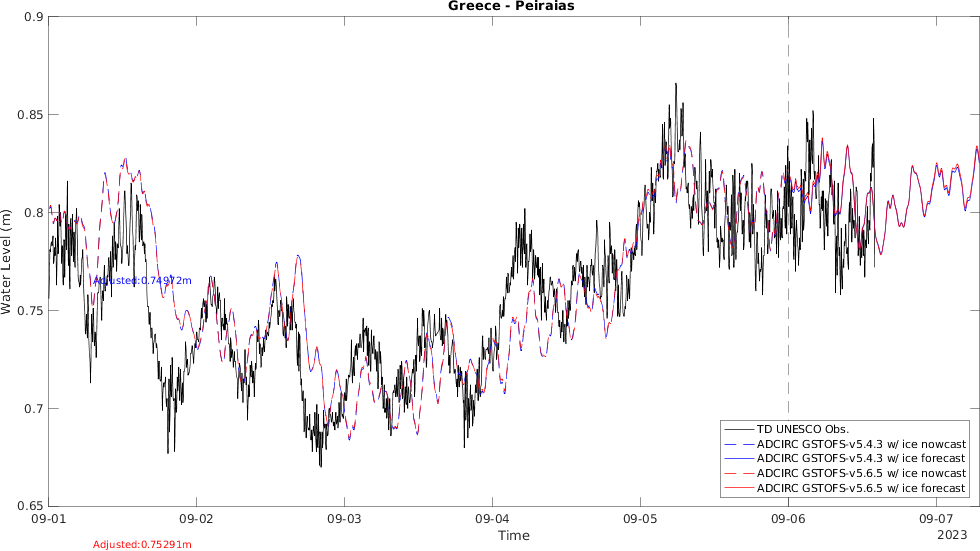 Greece - Peiraias
0.9
0.85
0.8
0.75
0.7
0.65
Water Level (m)
Adjusted:0.74972m
TD UNESCO Obs.
ADCIRC GSTOFS-v5.4.3 w/ ice nowcast
ADCIRC GSTOFS-v5.4.3 w/ ice forecast
ADCIRC GSTOFS-v5.6.5 w/ ice nowcast
ADCIRC GSTOFS-v5.6.5 w/ ice forecast
09-01 09-02 09-03 09-04 09-05 09-06 09-07
Time
2023
Adjusted:0.75291m